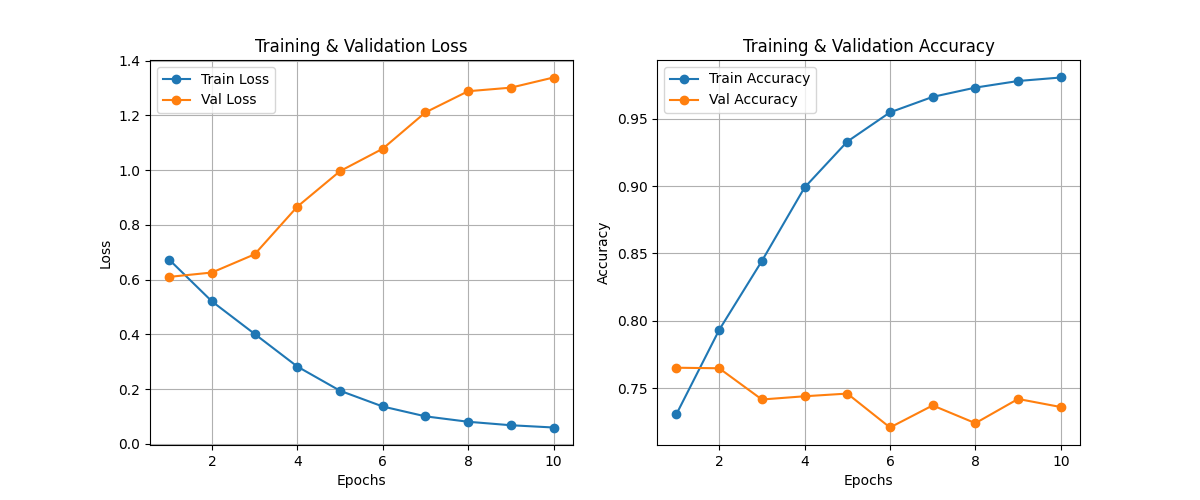 Training & Validation Loss
Train Loss
Val Loss
1.4
1.2
1.0
0.8
0.6
0.4
0.2
0.0
Loss
2
4
6
8
10
Epochs
Training & Validation Accuracy
Train Accuracy
Val Accuracy
0.95
0.90
0.85
0.80
0.75
Accuracy
2
4
6
8
10
Epochs